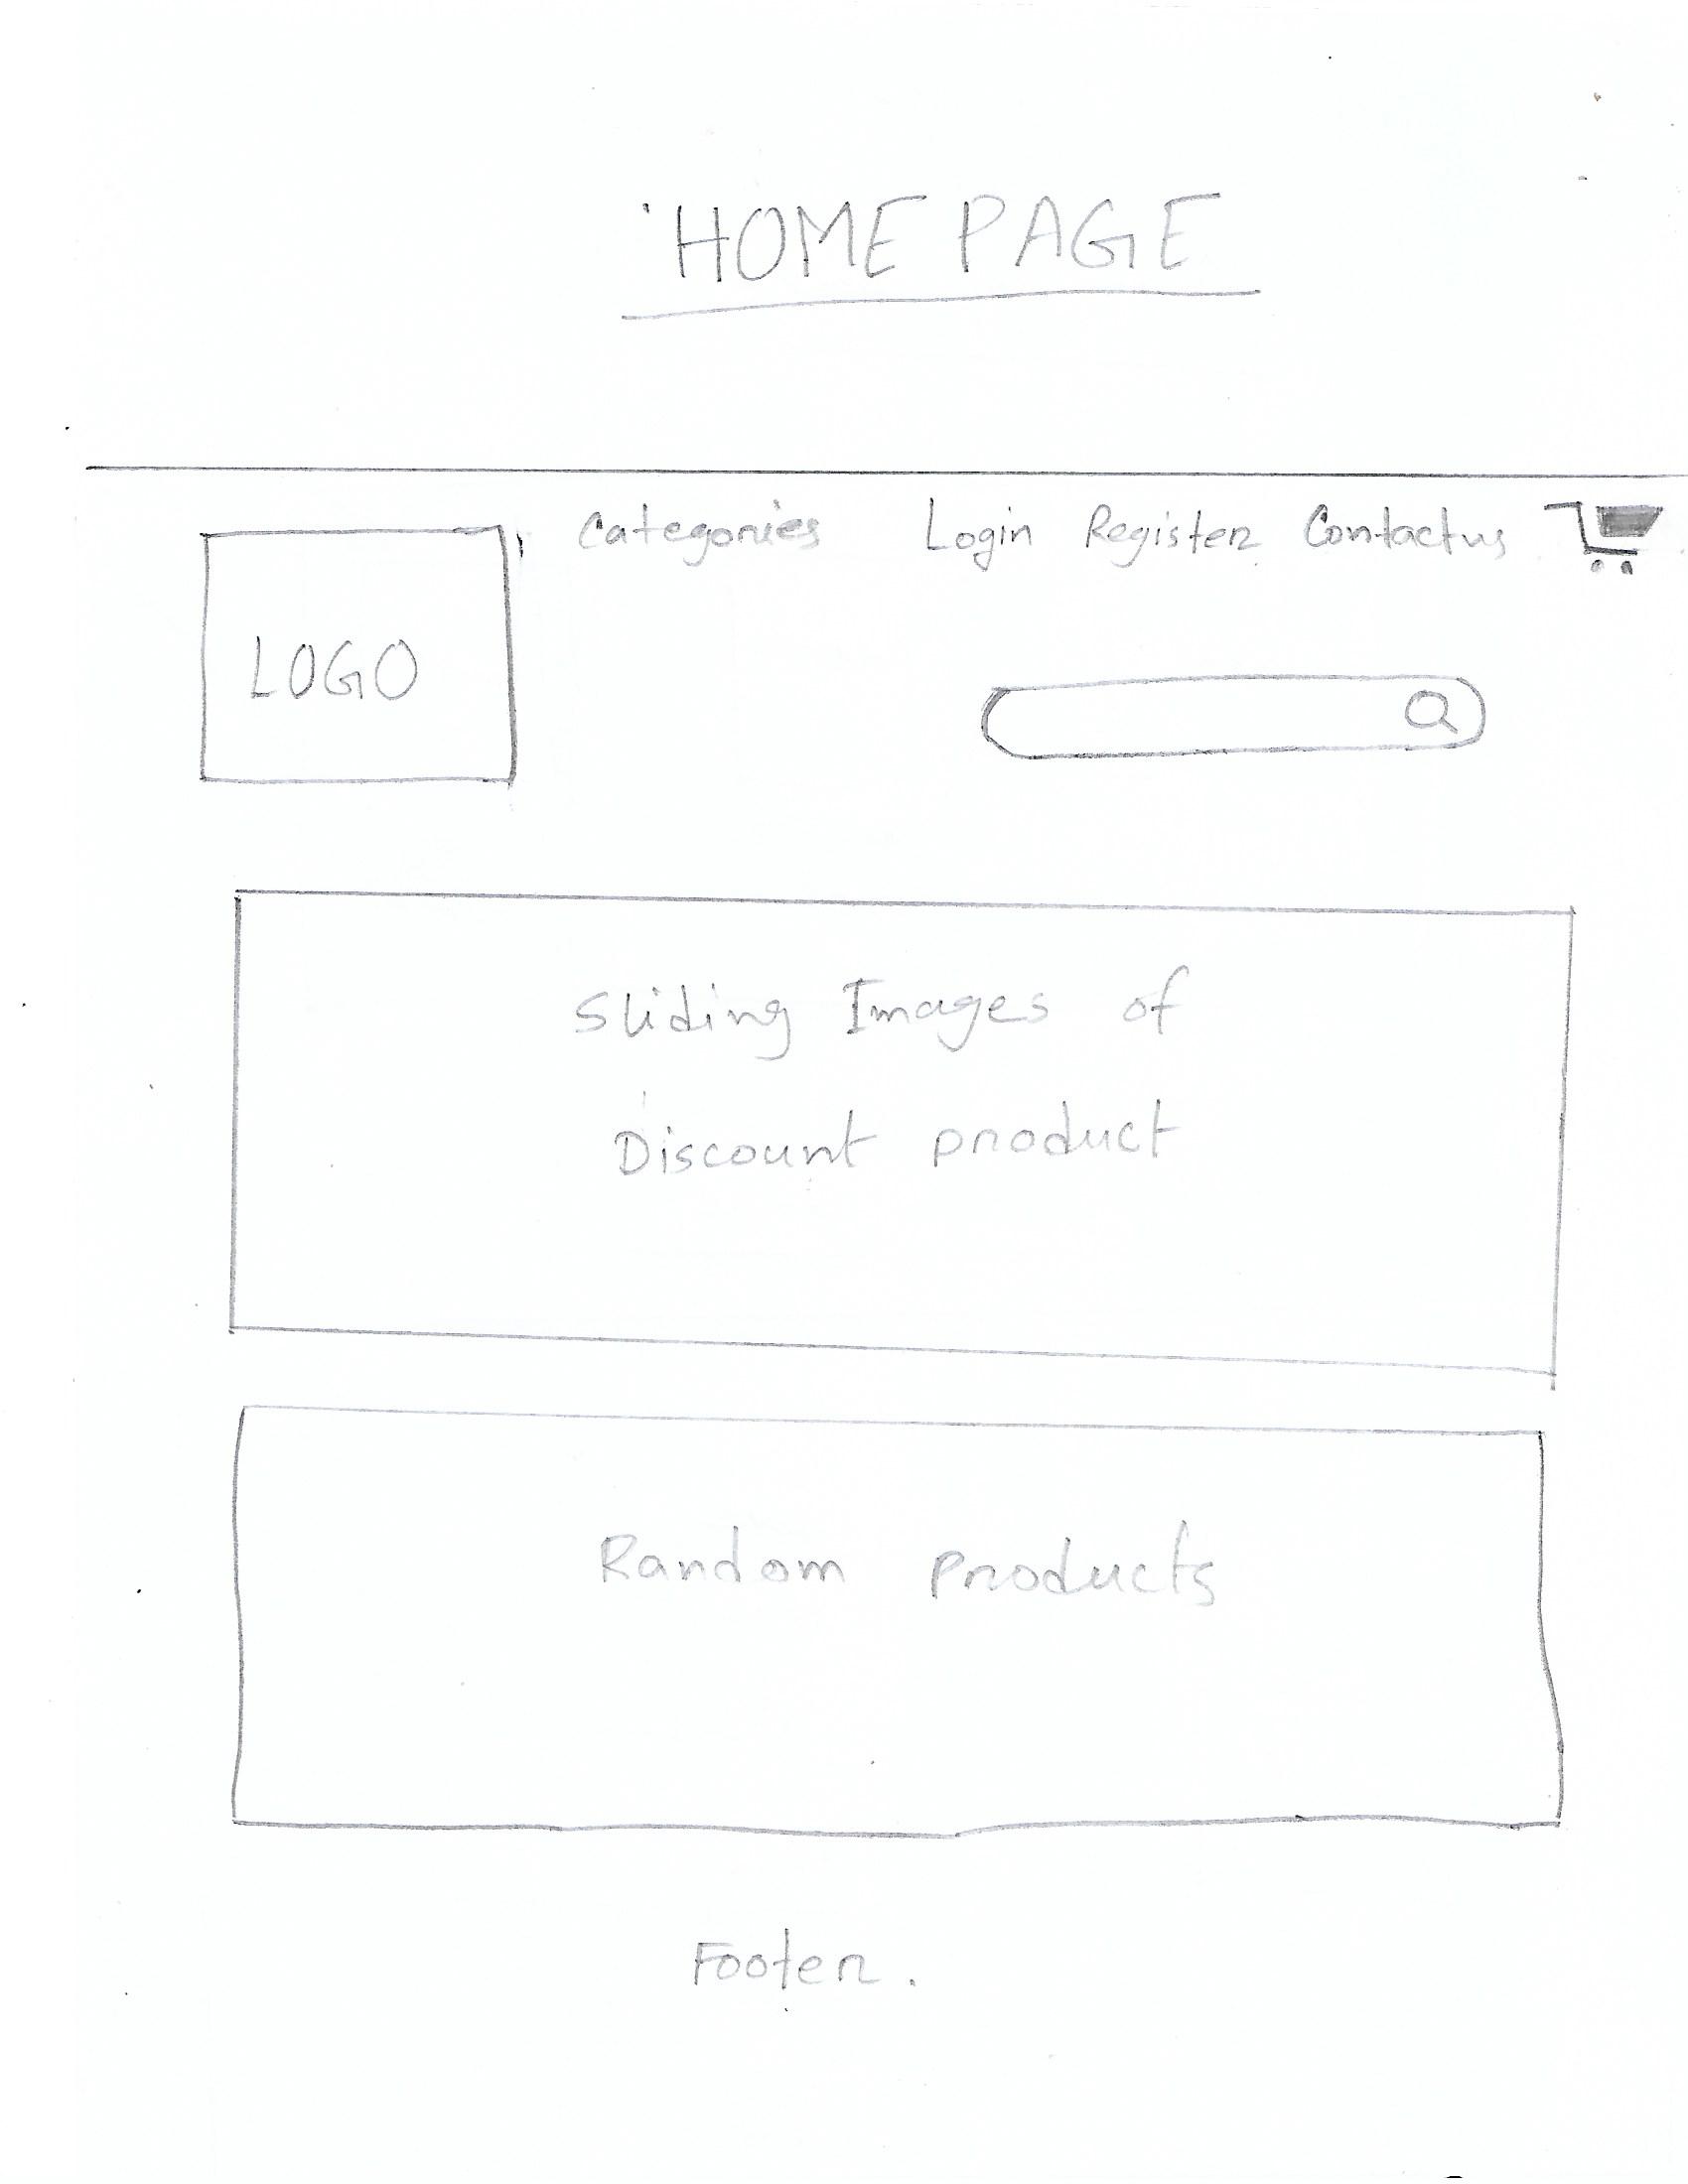 HOME PAGE
Categories Login Register Contactus
LOGO
Sliding Images of
Discount product
Random products
Footer.